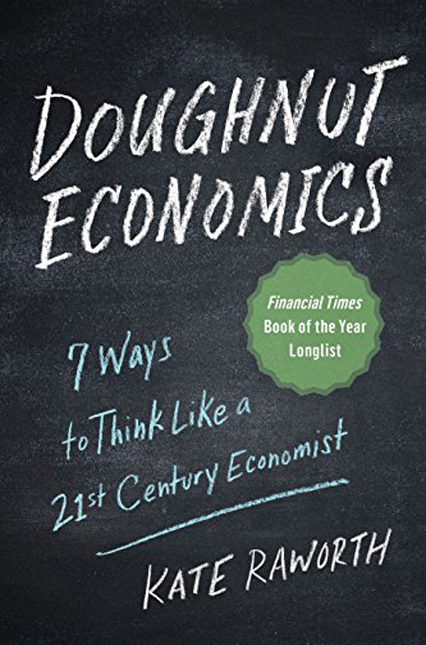 DOUGHNUT
ECONOMICS
Financial Times
Book of the Year
Longlist
7 Ways
to Think Like a
21st Century Economist
KATE RAWORTH